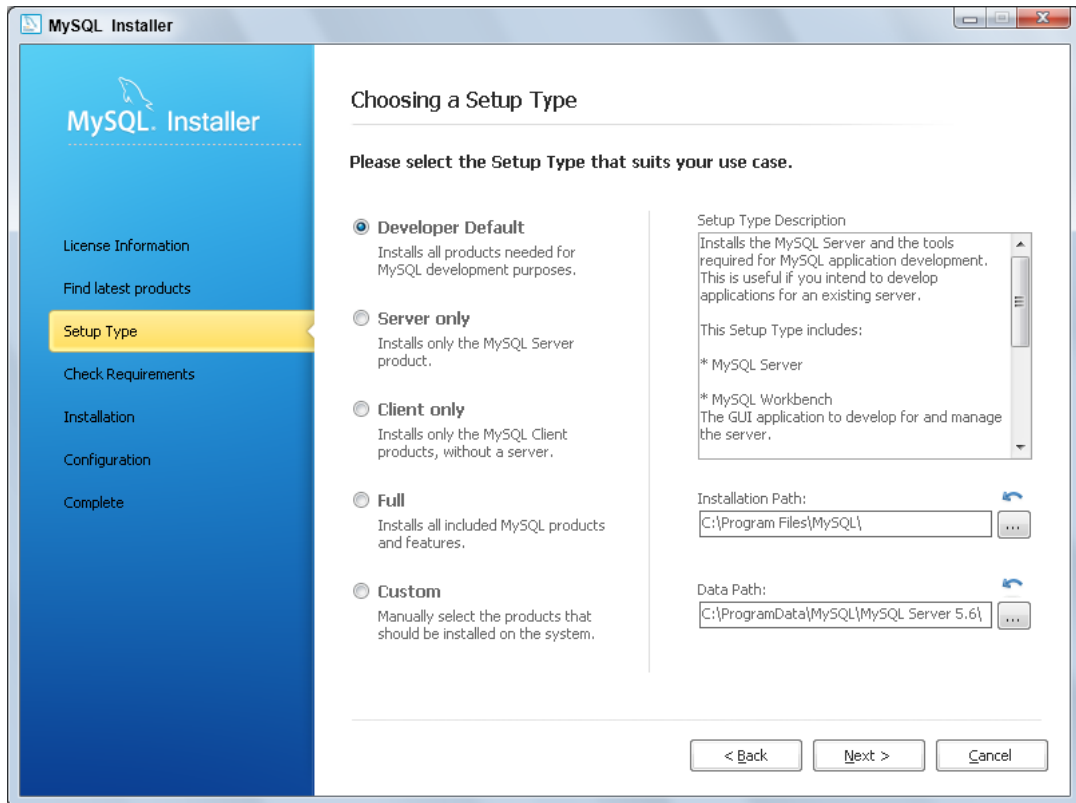 MySQL Installer
MySQL. Installer
License Information
Find latest products
Setup Type
Check Requirements
Installation
Configuration
Complete
Choosing a Setup Type
Please select the Setup Type that suits your use case.
Developer Default
Installs all products needed for
MySQL development purposes.
Server only
Installs only the MySQL Server
product.
Client only
Installs only the MySQL Client
products, without a server.
Full
Installs all included MySQL products
and features.
Custom
Manually select the products that
should be installed on the system.
Setup Type Description
Installs the MySQL Server and the tools
required for MySQL application development.
This is useful if you intend to develop
applications for an existing server.
This Setup Type includes:
* MySQL Server
* MySQL Workbench
The GUI application to develop for and manage
the server.
Installation Path:
C:\Program Files\MySQL\
...
Data Path:
C:\ProgramData\MySQL\MySQL Server 5.6\
...
< Back
Next >
Cancel